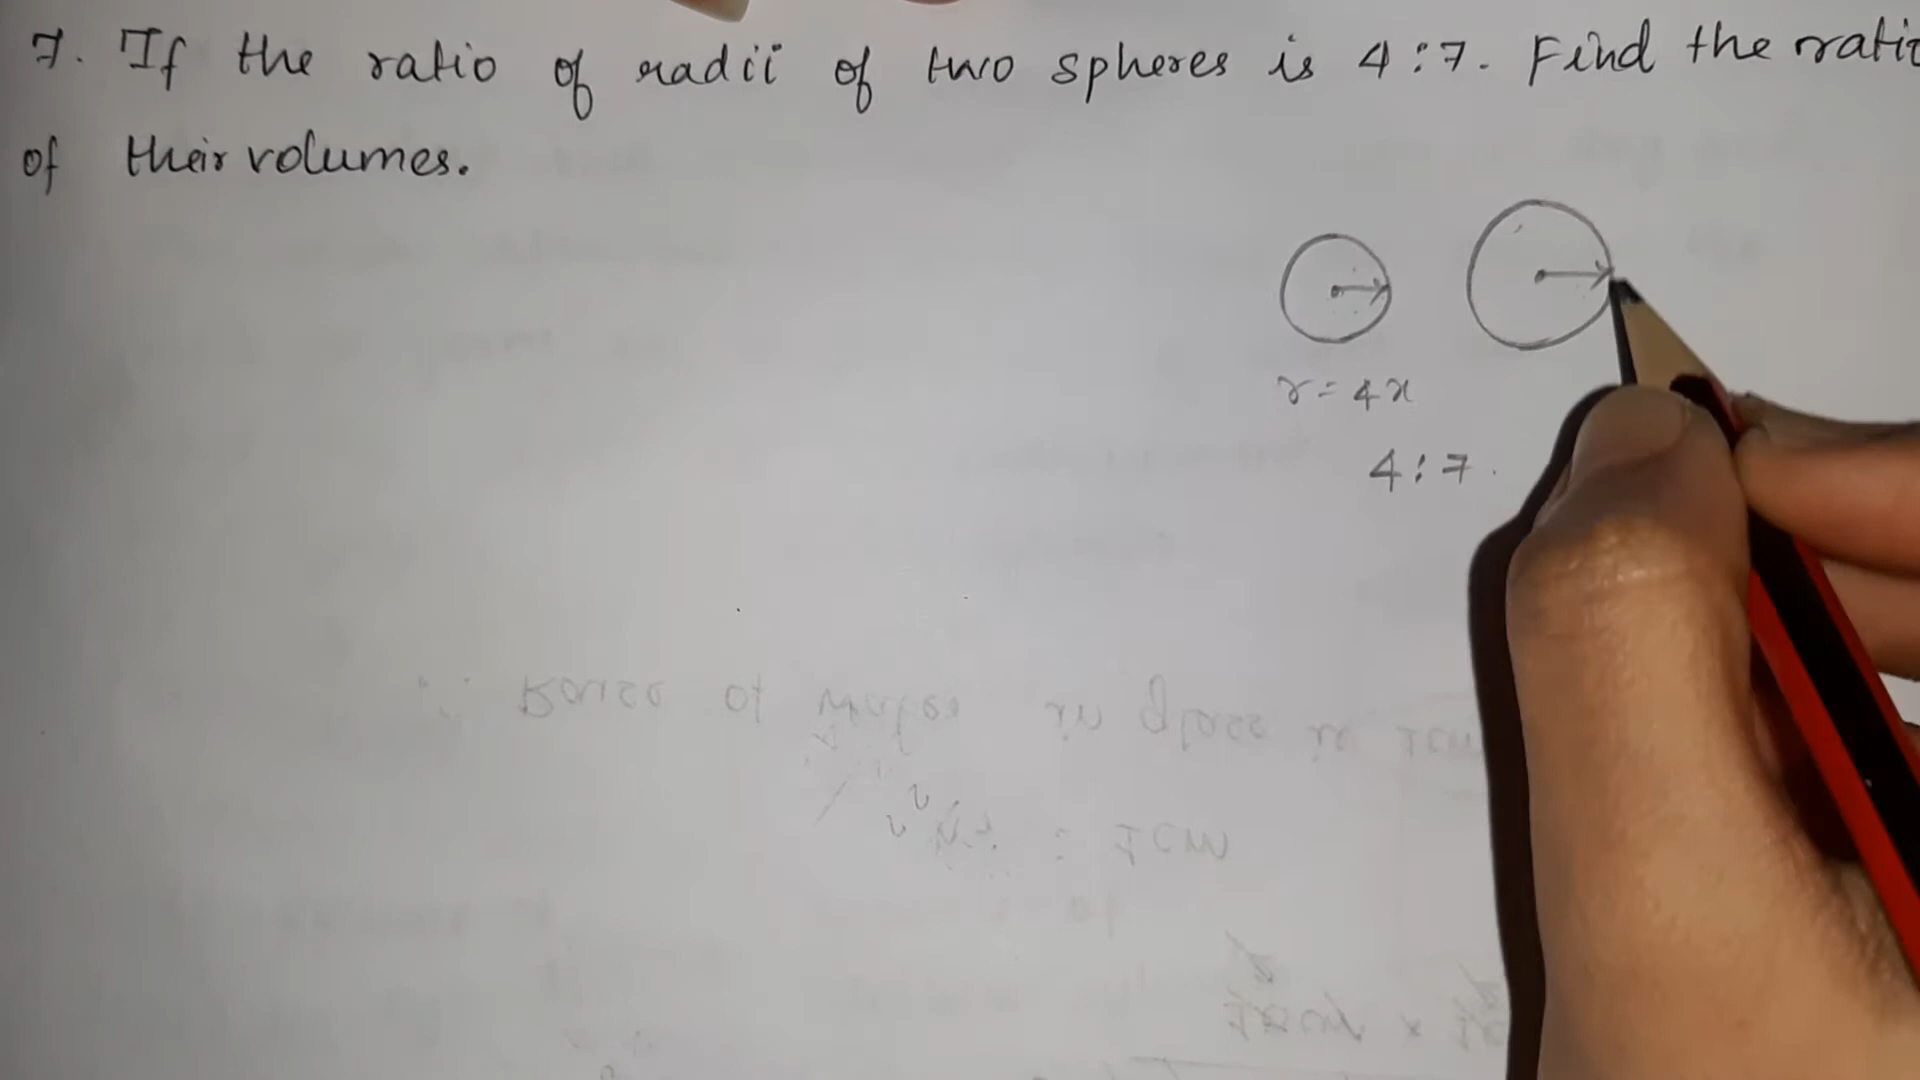 7. If the ratio of radii of two spheres is 4:7. Find the ratio
of their volumes.
r = 4x
4:7.